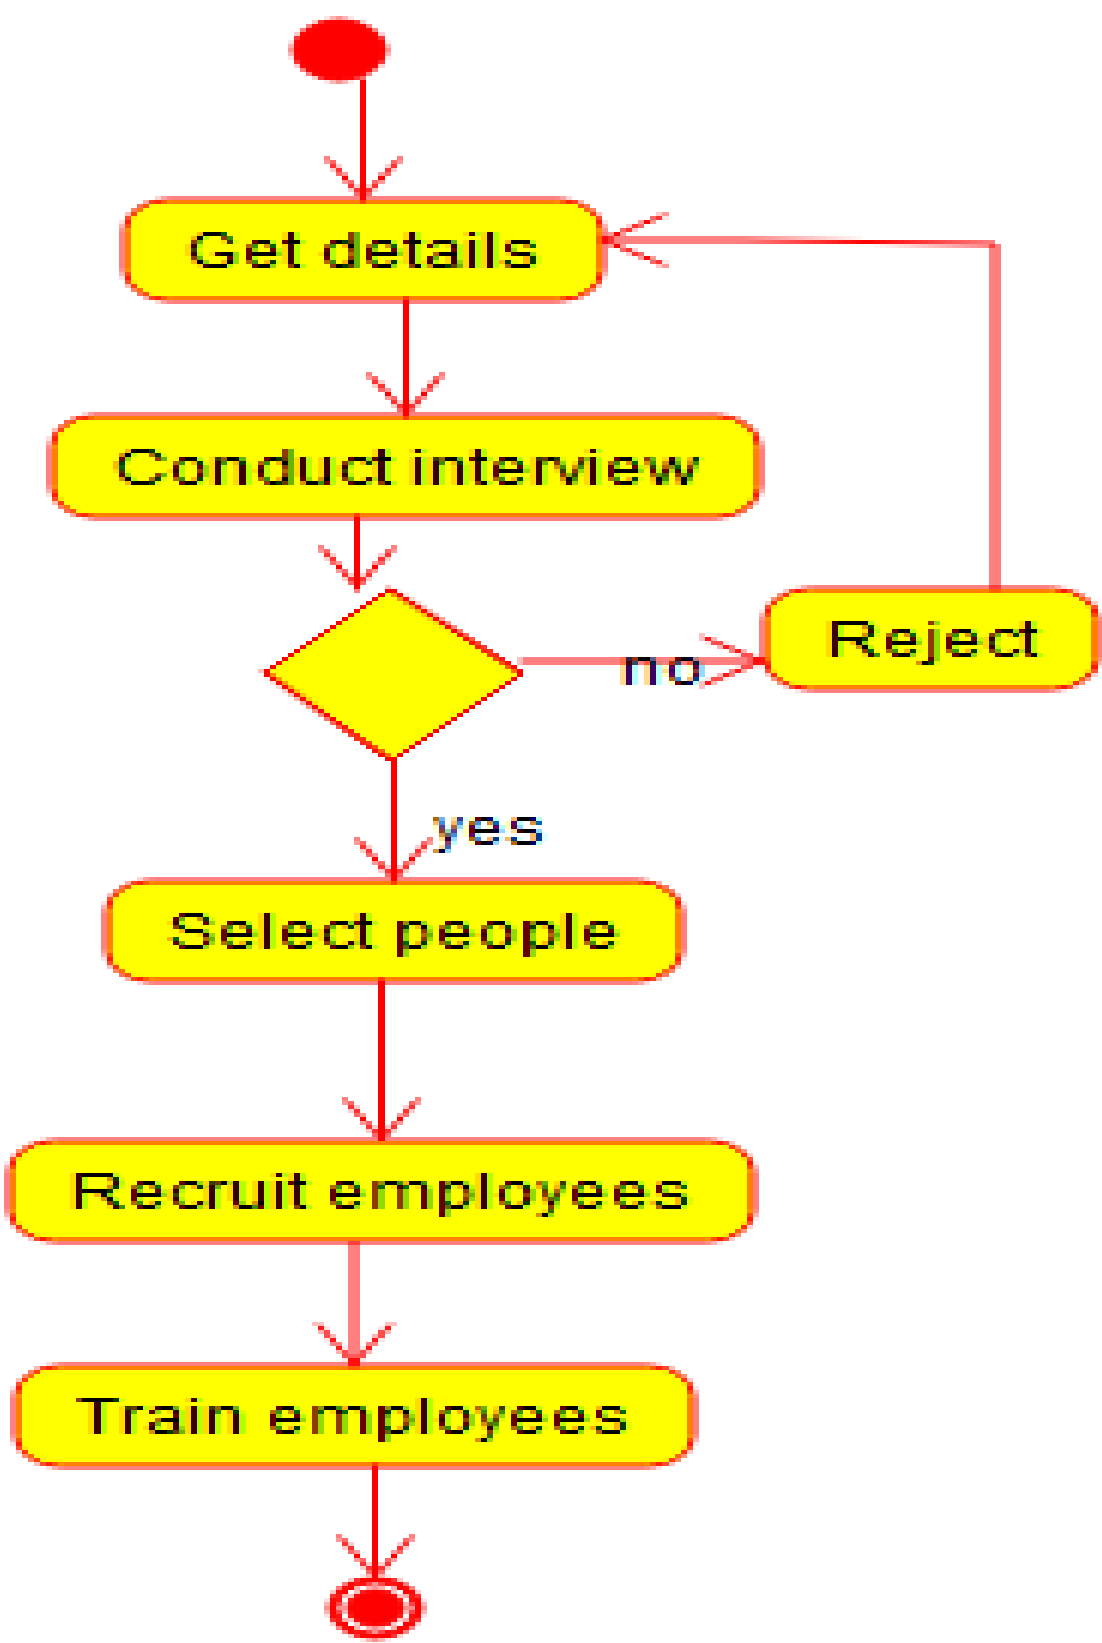 Get details
Conduct interview
Reject
no
yes
Select people
Recruit employees
Train employees